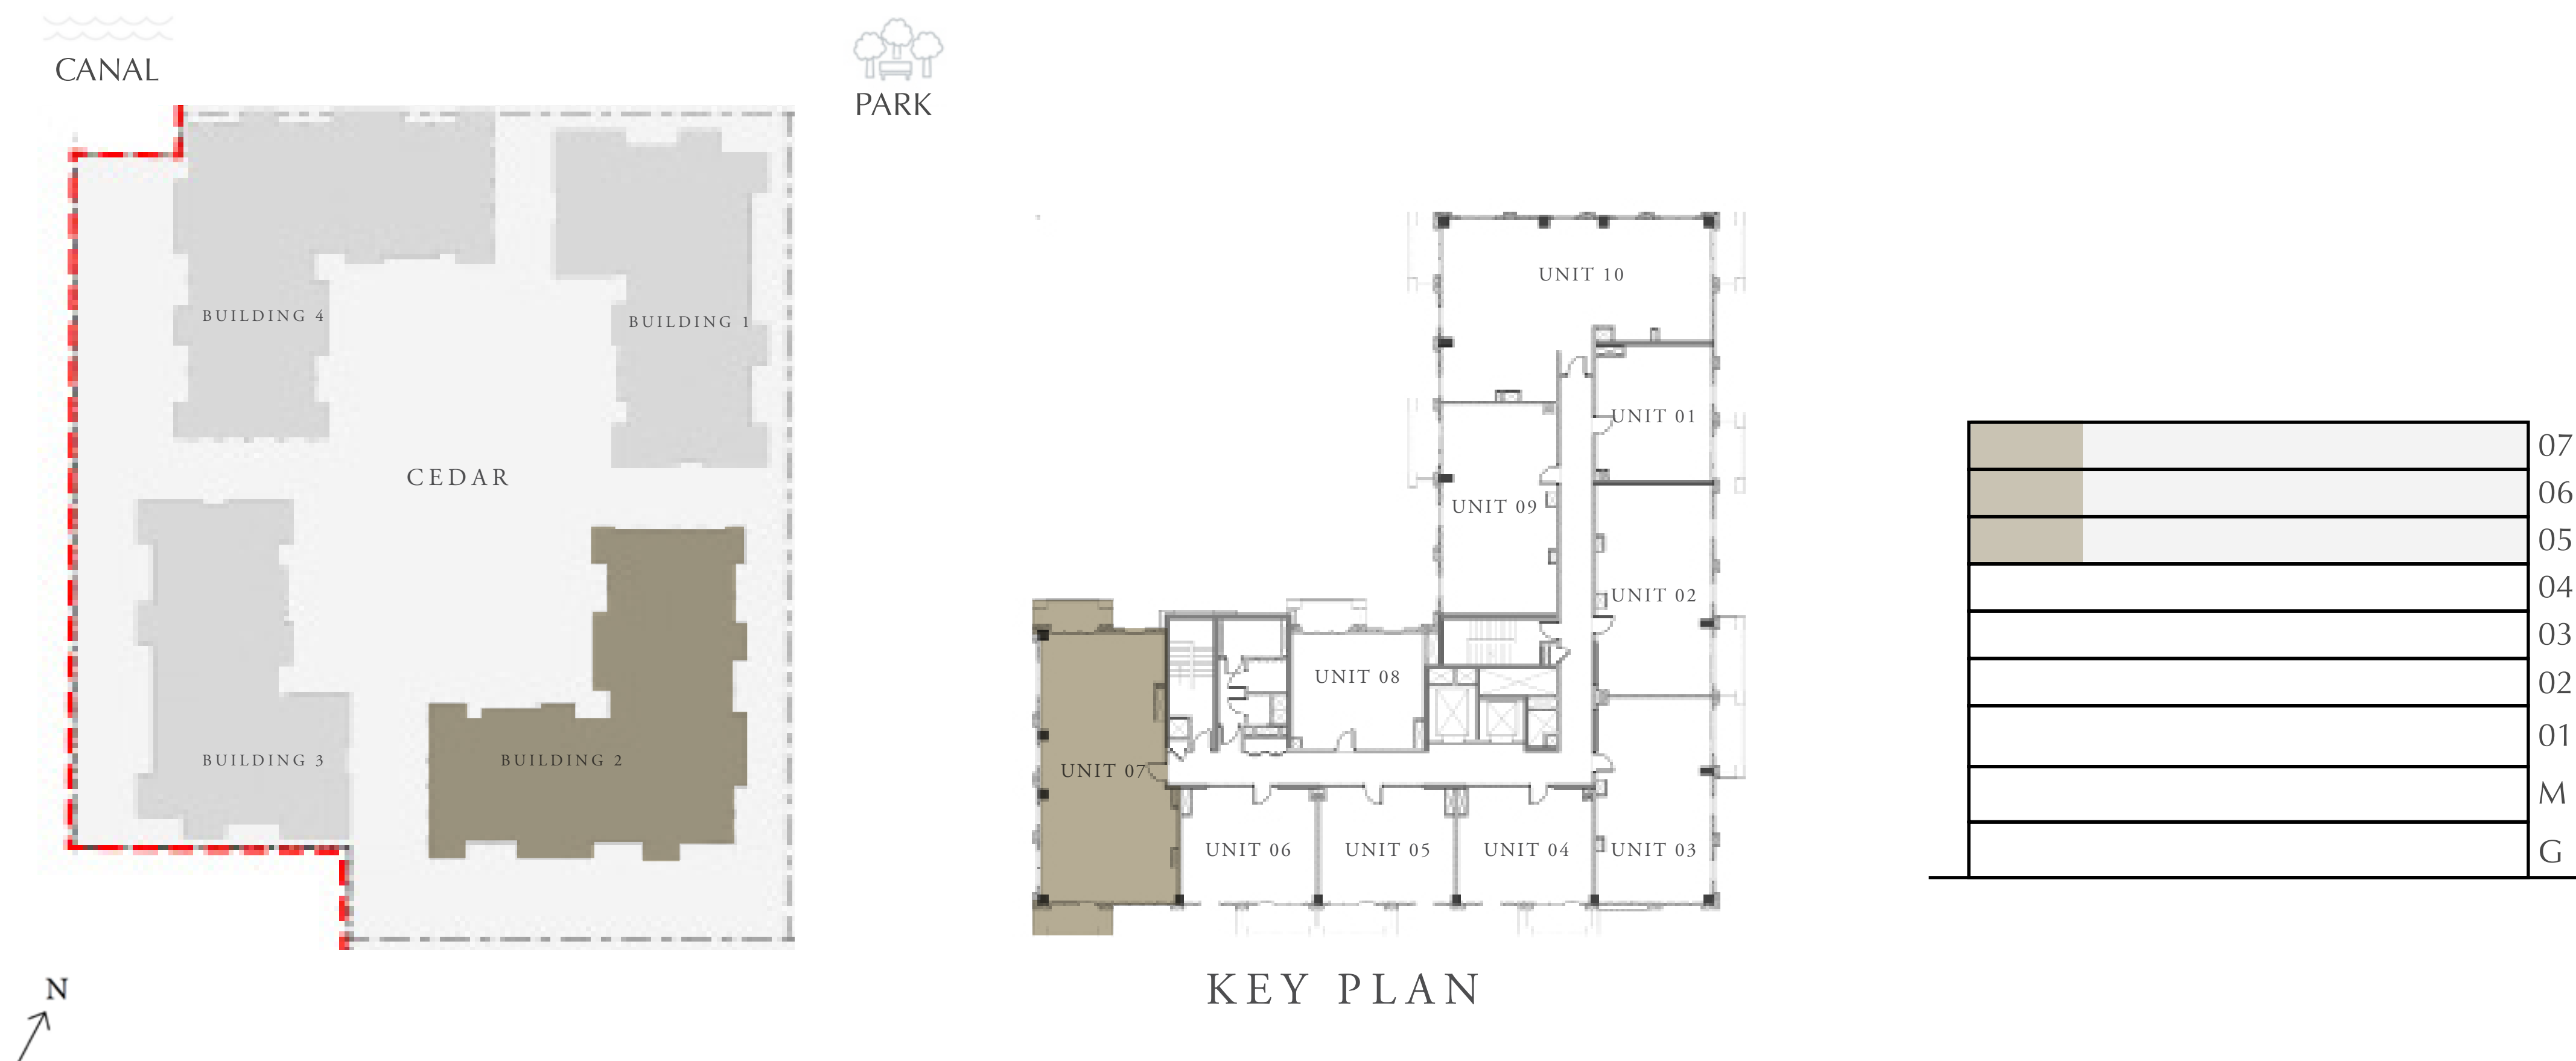 CANAL
PARK
BUILDING 4
BUILDING 1
CEDAR
BUILDING 3
BUILDING 2
N
UNIT 10
UNIT 01
UNIT 09
UNIT 02
UNIT 08
UNIT 07
UNIT 06
UNIT 05
UNIT 04
UNIT 03
KEY PLAN
07
06
05
04
03
02
01
M
G